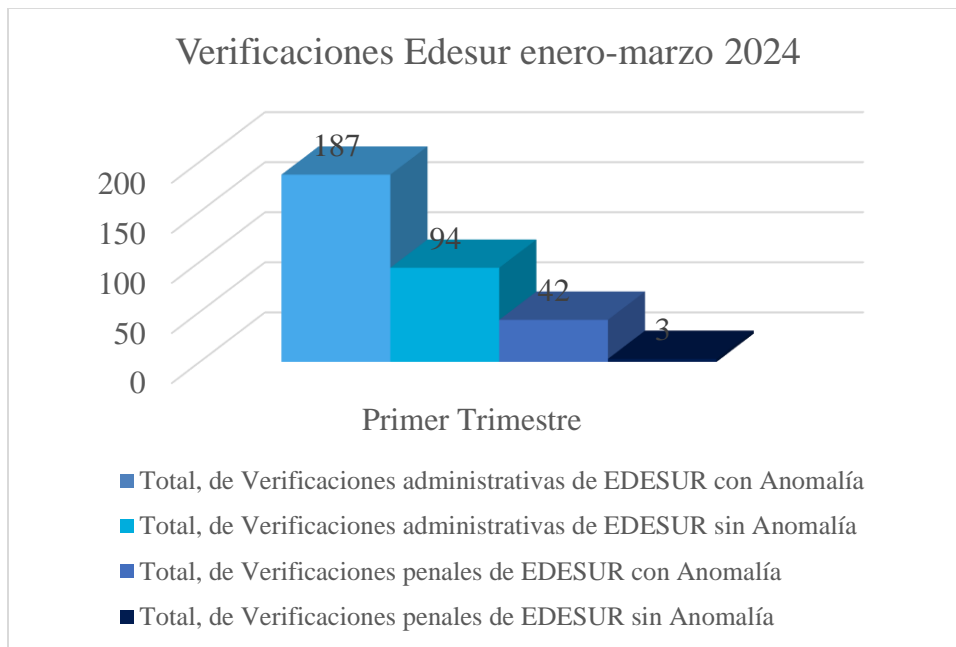 Verificaciones Edesur enero-marzo 2024
187
94
42
3
200
150
100
50
0
Primer Trimestre
Total, de Verificaciones administrativas de EDESUR con Anomalía
Total, de Verificaciones administrativas de EDESUR sin Anomalía
Total, de Verificaciones penales de EDESUR con Anomalía
Total, de Verificaciones penales de EDESUR sin Anomalía